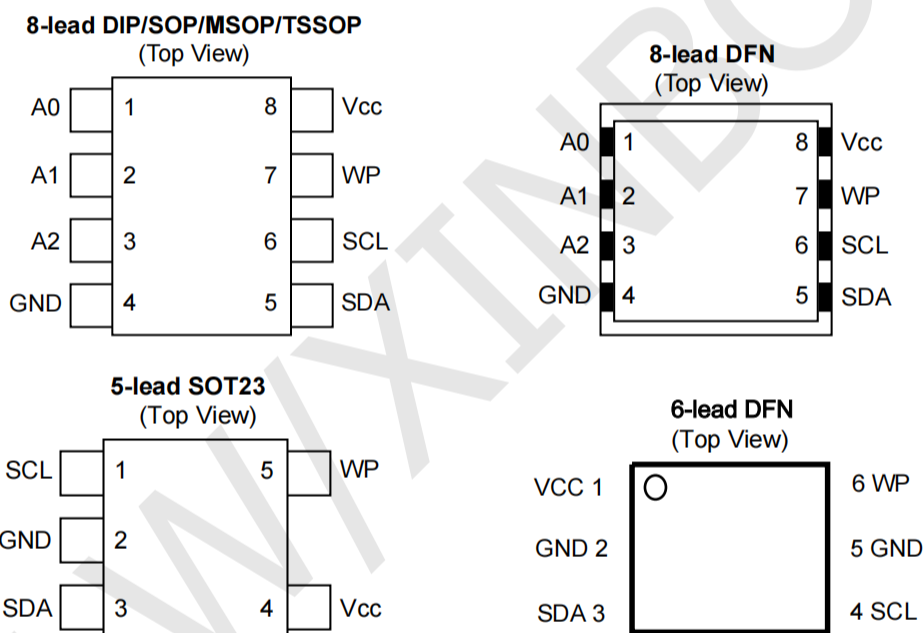 8-lead DIP/SOP/MSOP/TSSOP
(Top View)
A0 1 8 Vcc
A1 2 7 WP
A2 3 6 SCL
GND 4 5 SDA
8-lead DFN
(Top View)
A0 1 8 Vcc
A1 2 7 WP
A2 3 6 SCL
GND 4 5 SDA
5-lead SOT23
(Top View)
SCL 1 5 WP
GND 2
SDA 3 4 Vcc
6-lead DFN
(Top View)
VCC 1 6 WP
GND 2 5 GND
SDA 3 4 SCL